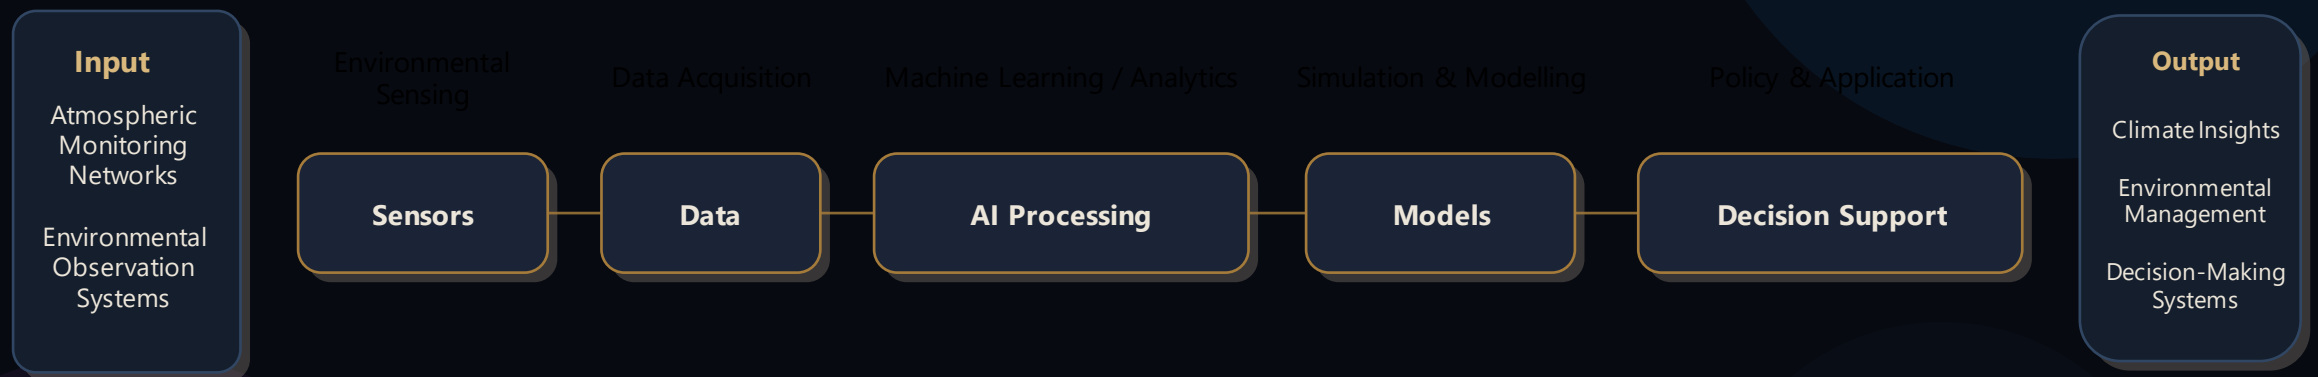 Input
Atmospheric
Monitoring
Networks
Environmental
Observation
Systems
Environmental
Sensing
Data Acquisition
Machine Learning / Analytics
Simulation & Modelling
Policy & Application
Sensors
Data
AI Processing
Models
Decision Support
Output
Climate Insights
Environmental
Management
Decision-Making
Systems